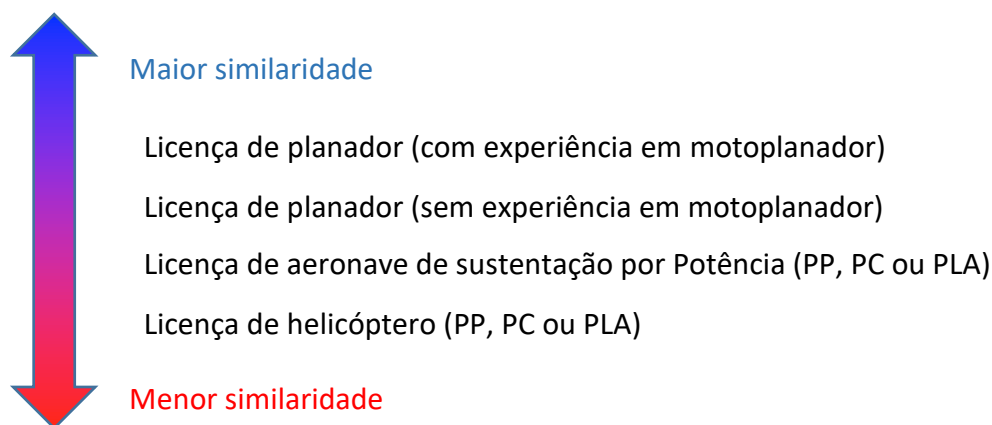 Maior similaridade
Licença de planador (com experiência em motoplanador)
Licença de planador (sem experiência em motoplanador)
Licença de aeronave de sustentação por Potência (PP, PC ou PLA)
Licença de helicóptero (PP, PC ou PLA)
Menor similaridade